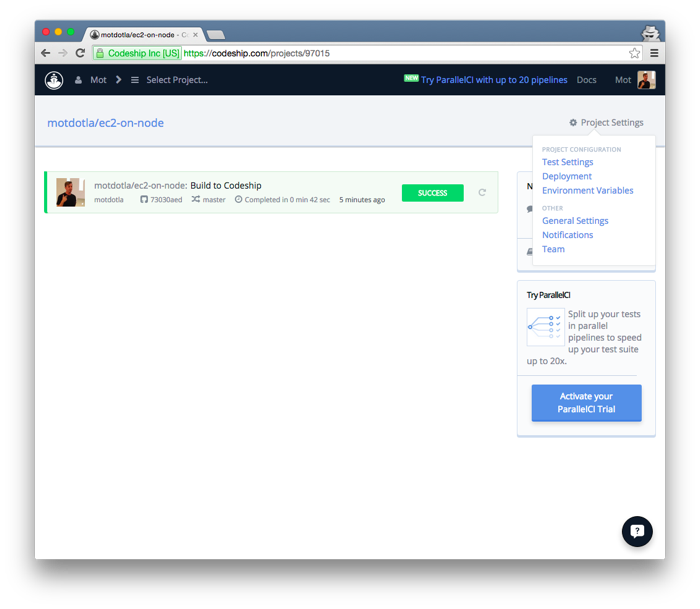 motdotla/ec2-on-node - C
Codeship Inc [US] https://codeship.com/projects/97015
Mot Select Project... NEW Try ParallelCI with up to 20 pipelines Docs Mot
motdotla/ec2-on-node Project Settings
PROJECT CONFIGURATION
Test Settings
Deployment
Environment Variables
OTHER
General Settings
Notifications
Team
motdotla/ec2-on-node: Build to Codeship
motdotla 73030aed master Completed in 0 min 42 sec 5 minutes ago
SUCCESS
N
Try ParallelCI
Split up your tests
in parallel
pipelines to speed
up your test suite
up to 20x.
Activate your
ParallelCI Trial